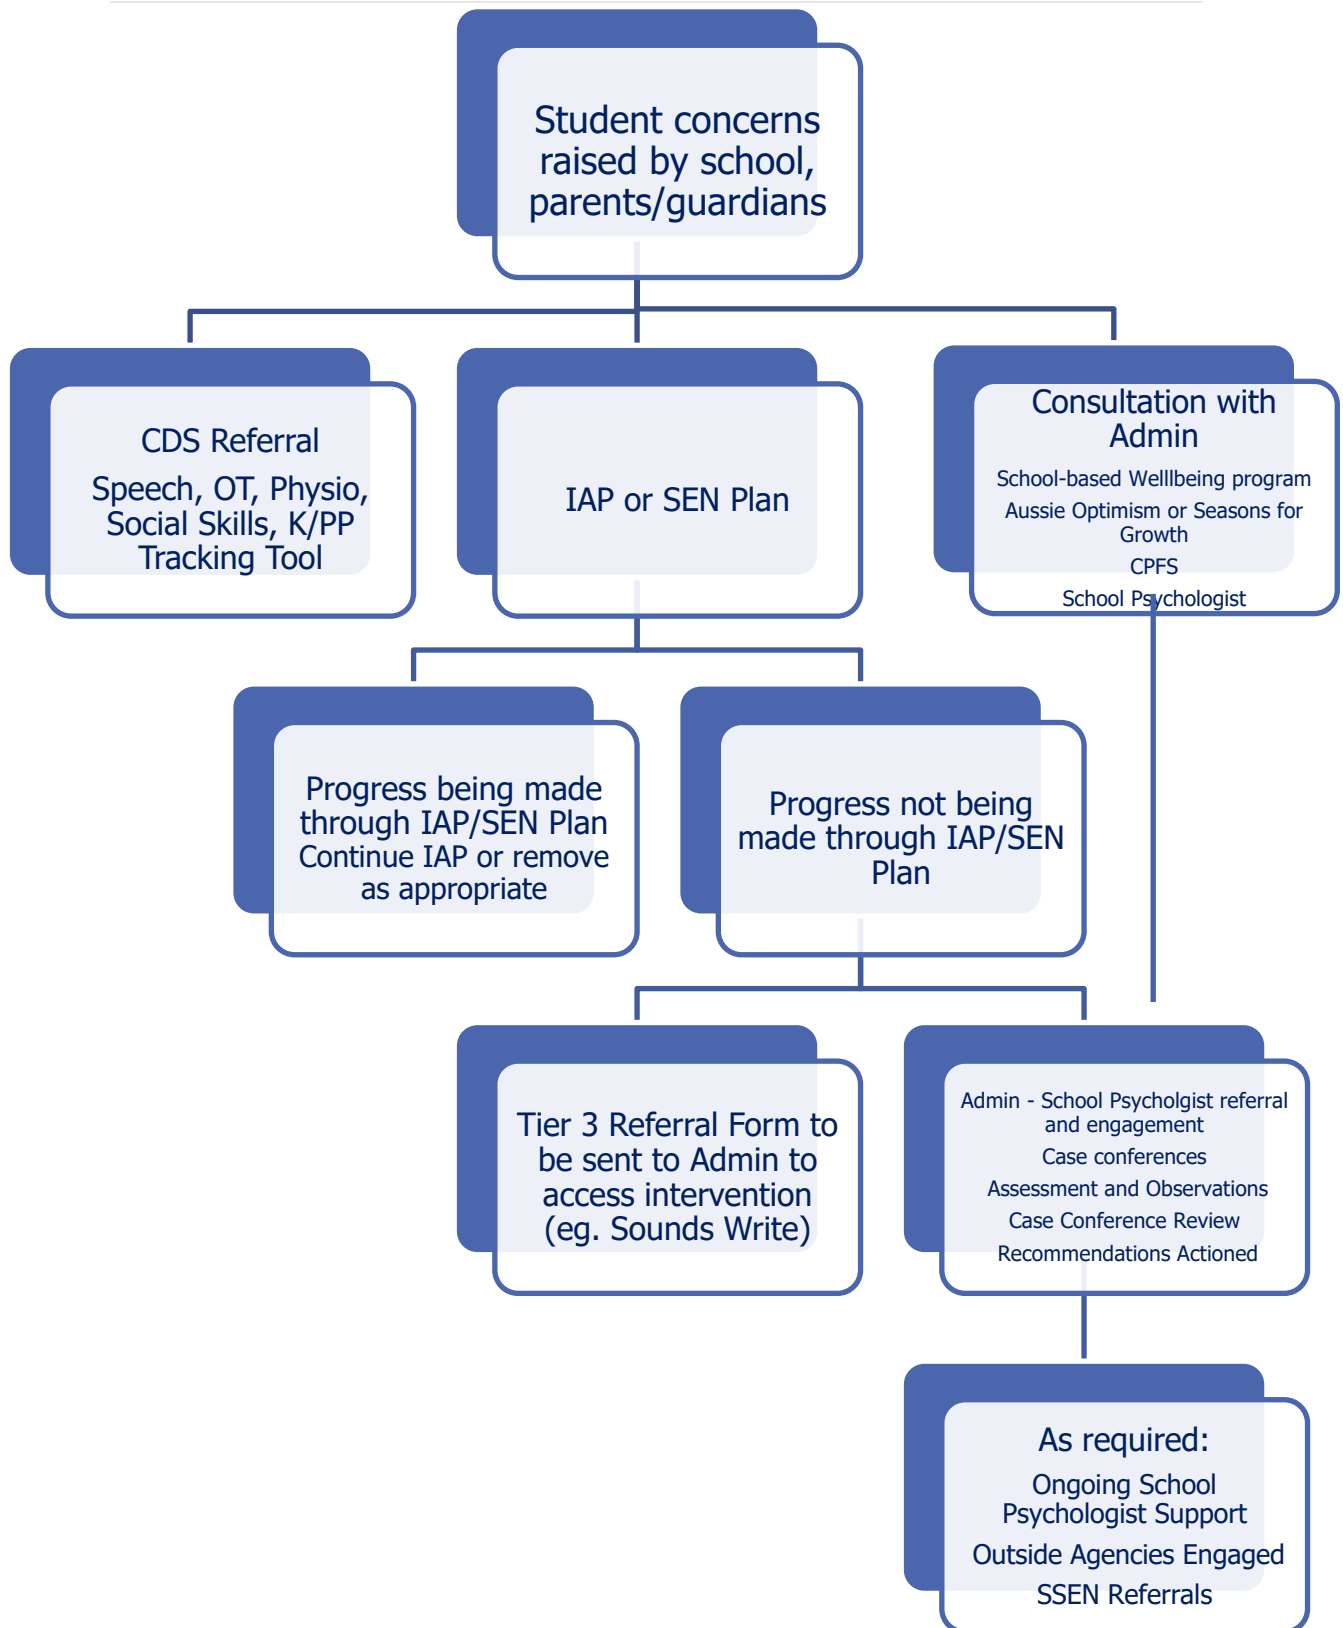 Student concerns
raised by school,
parents/guardians
CDS Referral
Speech, OT, Physio,
Social Skills, K/PP
Tracking Tool
IAP or SEN Plan
Consultation with
Admin
School-based Welllbeing program
Aussie Optimism or Seasons for
Growth
CPFS
School Psychologist
Progress being made
through IAP/SEN Plan
Continue IAP or remove
as appropriate
Progress not being
made through IAP/SEN
Plan
Tier 3 Referral Form to
be sent to Admin to
access intervention
(eg. Sounds Write)
Admin - School Psycholgist referral
and engagement
Case conferences
Assessment and Observations
Case Conference Review
Recommendations Actioned
As required:
Ongoing School
Psychologist Support
Outside Agencies Engaged
SSEN Referrals